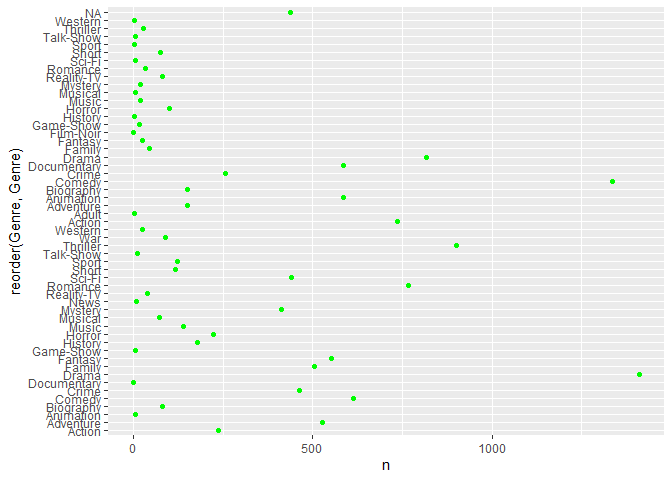 NA
Western
Thriller
Talk-Show
Sport
Short
Sci-Fi
Romance
Reality-TV
Mystery
Musical
Music
Horror
History
Game-Show
Film-Noir
Fantasy
Family
Drama
Documentary
Crime
Comedy
Biography
Animation
Adventure
Adult
Action
Western
War
Thriller
Talk-Show
Sport
Short
Sci-Fi
Romance
Reality-TV
News
Mystery
Musical
Music
Horror
History
Game-Show
Fantasy
Family
Drama
Documentary
Crime
Comedy
Biography
Animation
Adventure
Action
reorder(Genre, Genre)
0 500 1000
n